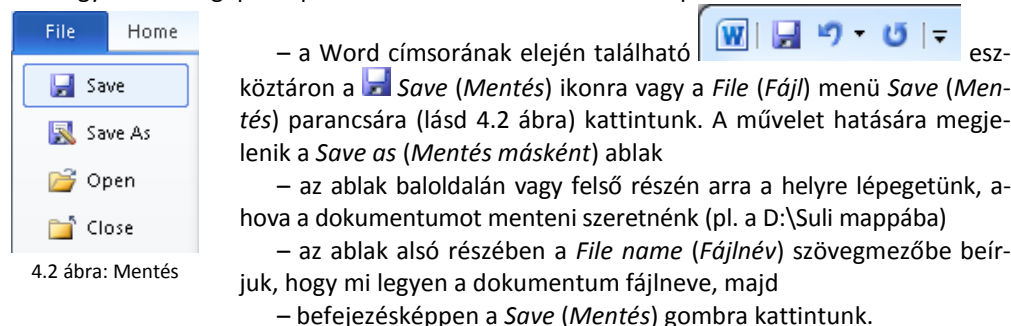 File Home
Save
Save As
Open
Close
4.2 ábra: Mentés
– a Word címsorának elején található esz-
köztáron a Save (Mentés) ikonra vagy a File (Fájl) menü Save (Men-
tés) parancsára (lásd 4.2 ábra) kattintunk. A művelet hatására megje-
lenik a Save as (Mentés másként) ablak
– az ablak baloldalán vagy felső részén arra a helyre lépegetünk, a-
hova a dokumentumot menteni szeretnénk (pl. a D:\Suli mappába)
– az ablak alsó részében a File name (Fájlnév) szövegmezőbe beír-
juk, hogy mi legyen a dokumentum fájlneve, majd
– befejezésképpen a Save (Mentés) gombra kattintunk.